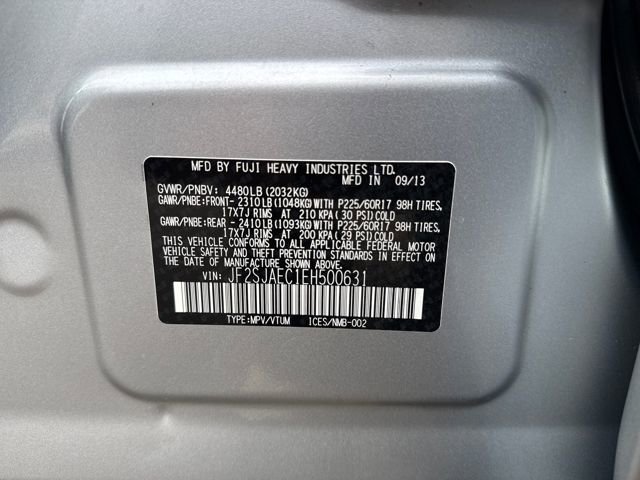 MFD BY FUJI HEAVY INDUSTRIES LTD.
MFD IN 09/13
GVWR/PNBV: 4480LB (2032KG)
GAWR/PNBE:FRONT- 2310LB (1048KG) WITH P225/60R17 98H TIRES,
17X7J RIMS AT 210 KPA (30 PSI) COLD
GAWR/PNBE:REAR - 2410LB (1093KG) WITH P225/60R17 98H TIRES,
17X7J RIMS AT 200 KPA (29 PSI) COLD
THIS VEHICLE CONFORMS TO ALL APPLICABLE FEDERAL MOTOR
VEHICLE SAFETY AND BUMPER STANDARDS IN EFFECT ON
THE DATE OF MANUFACTURE SHOWN ABOVE.
VIN: JF2SJAEC1EH500631
TYPE:MPV/VTUM ICES/NMB-002